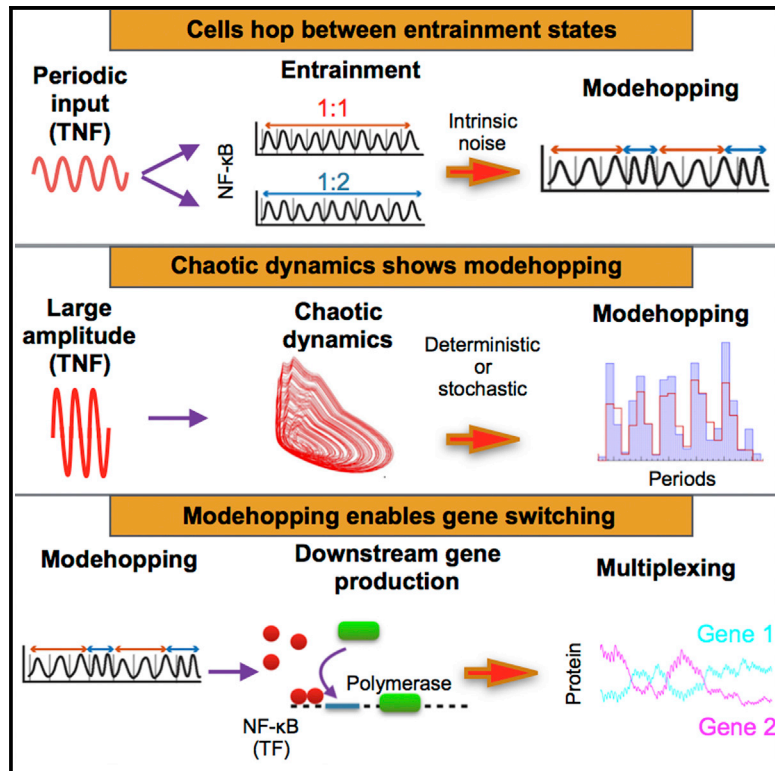 Cells hop between entrainment states
Periodic
input
(TNF)
Entrainment
NF-κB
1:1
1:2
Intrinsic
noise
Modehopping
Chaotic dynamics shows modehopping
Large
amplitude
(TNF)
Chaotic
dynamics
Deterministic
or
stochastic
Modehopping
Periods
Modehopping enables gene switching
Modehopping
Downstream gene
production
Polymerase
NF-κB
(TF)
Multiplexing
Protein
Gene 1
Gene 2